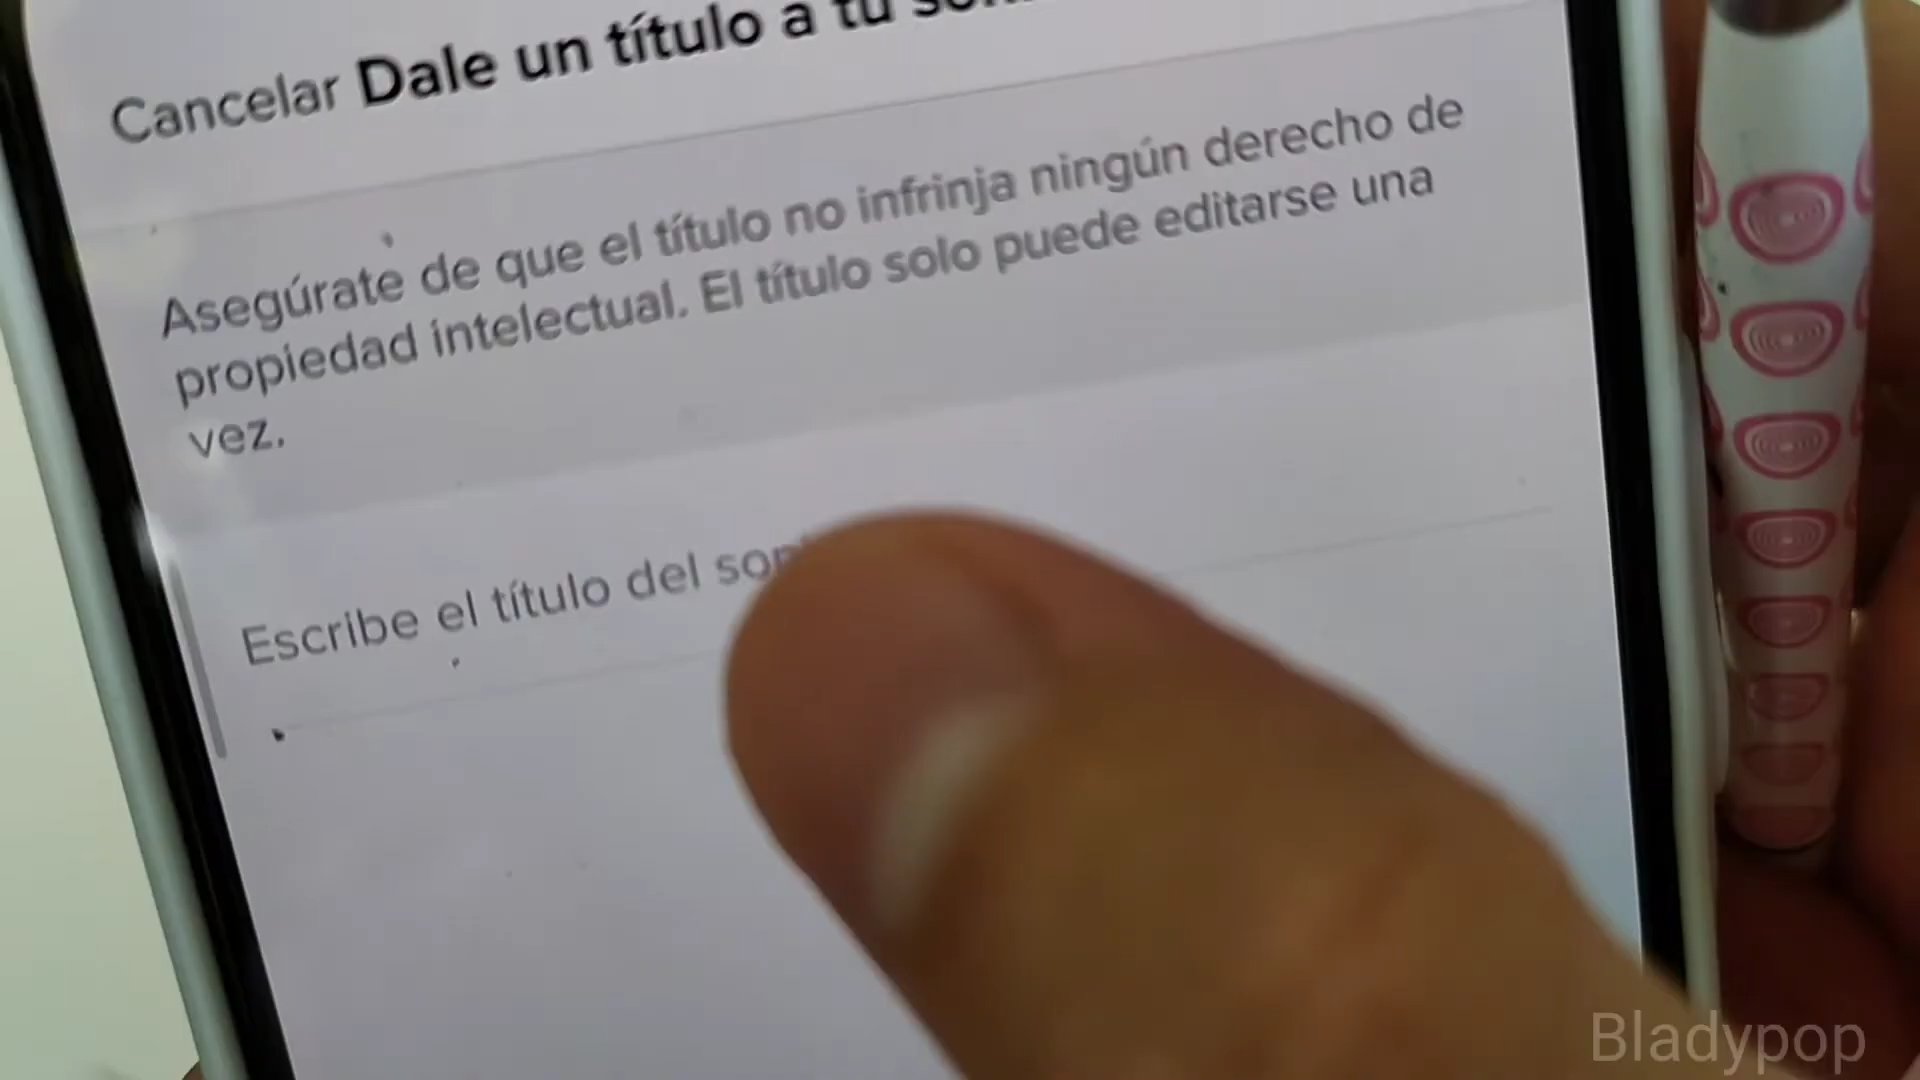 Cancelar Dale un título a tu
Asegúrate de que el título no infrinja ningún derecho de
propiedad intelectual. El título solo puede editarse una
vez.
Escribe el título del
Bladypop